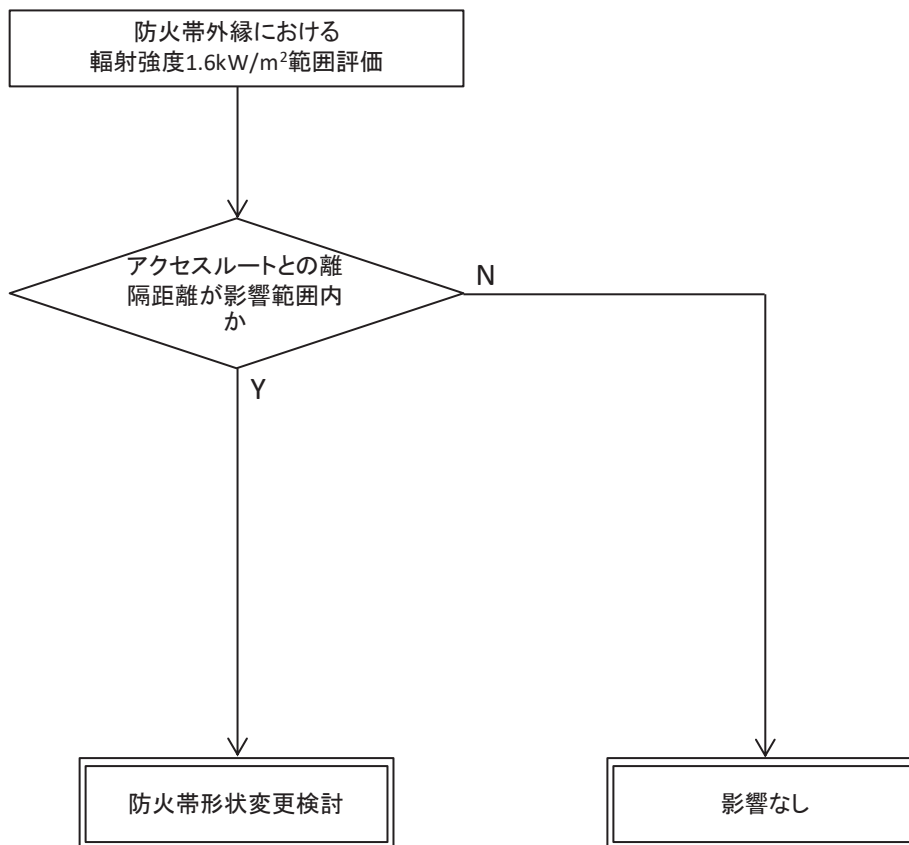 防火帯外縁における
輻射強度1.6kW/m²範囲評価
アクセスルートとの離
隔距離が影響範囲内
か
N
Y
防火帯形状変更検討
影響なし